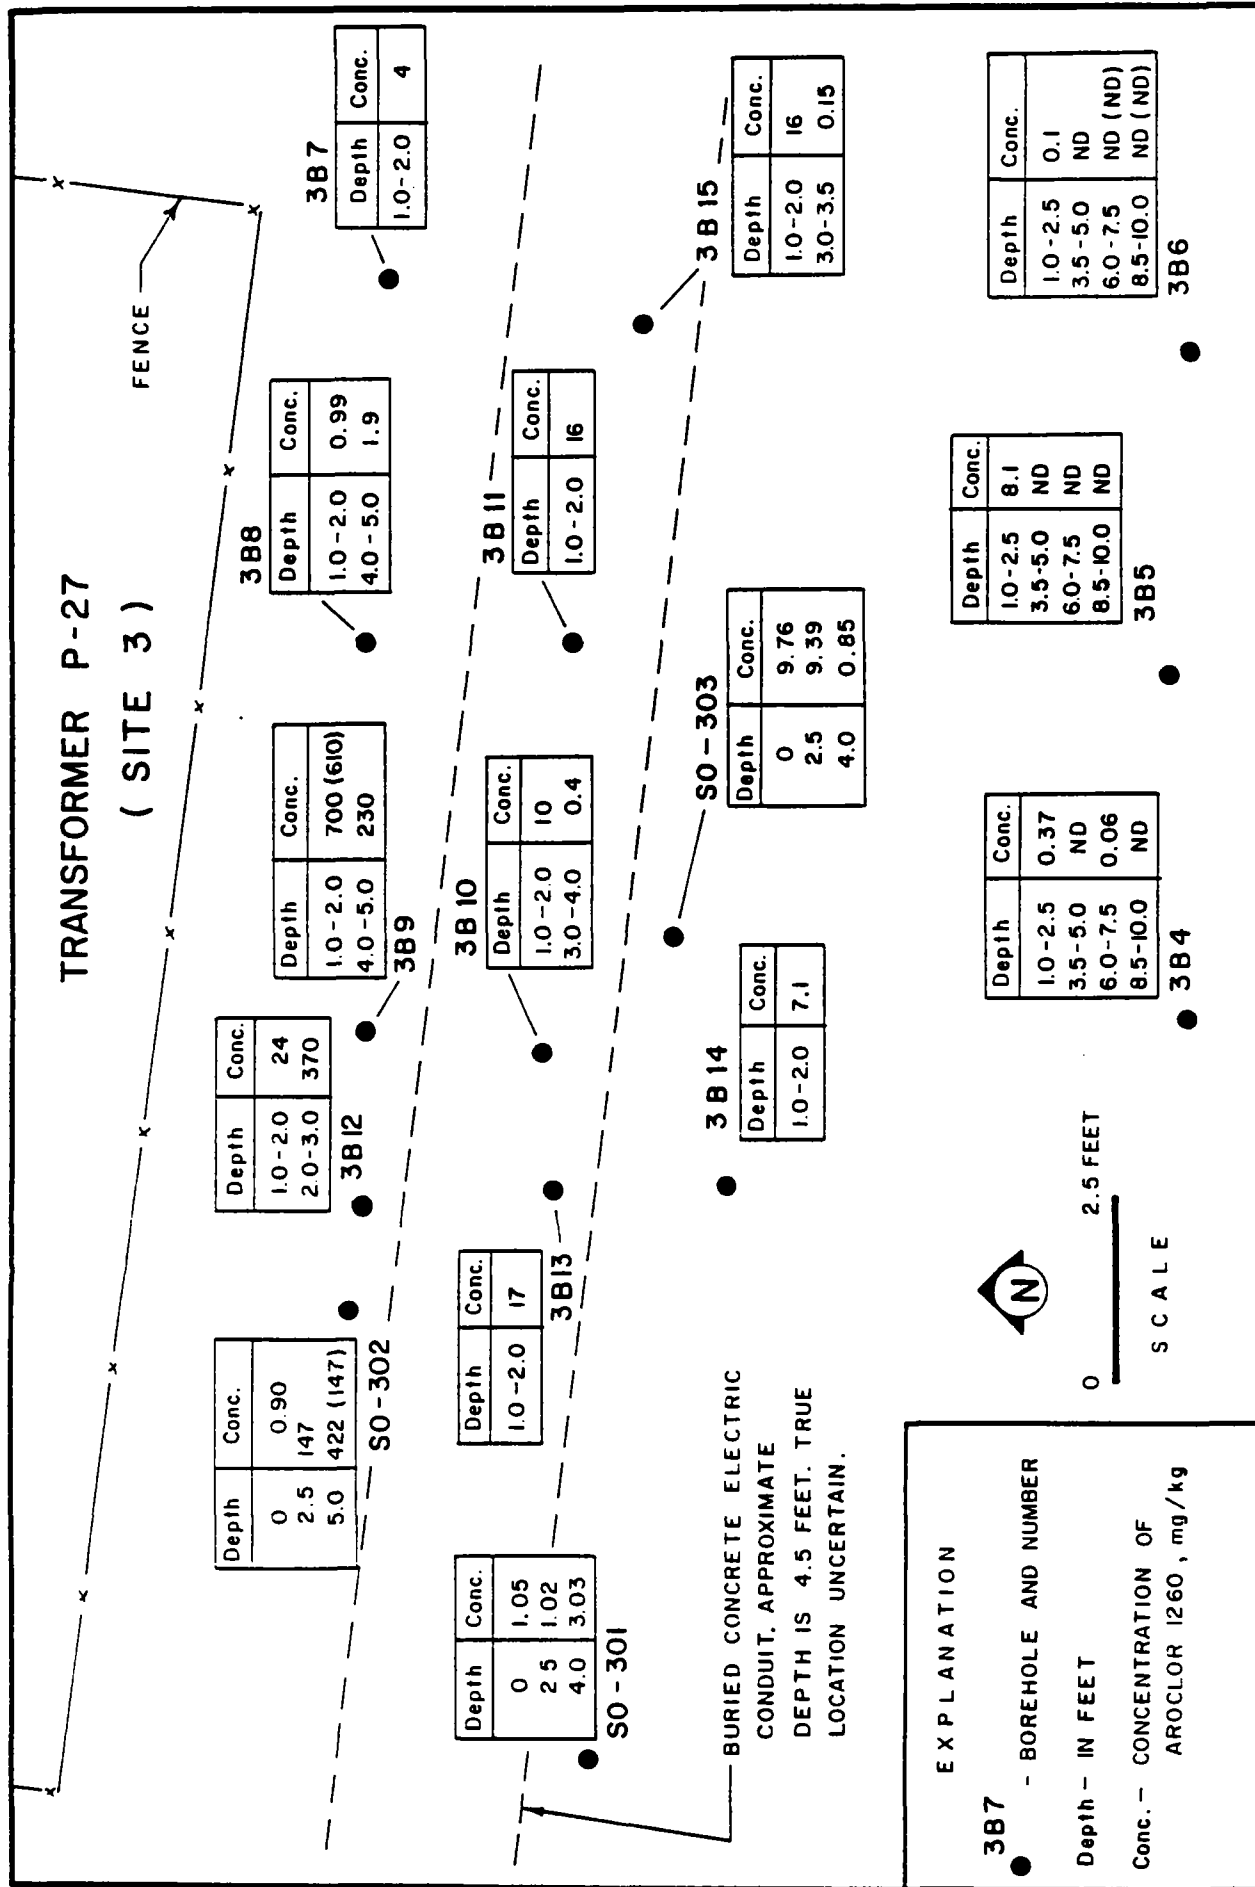 TRANSFORMER P-27
(SITE 3)
FENCE
3B7
Depth Conc.
1.0-2.0 4
3B8
Depth Conc.
1.0-2.0 0.99
4.0-5.0 1.9
Depth Conc.
1.0-2.0 700 (610)
4.0-5.0 230
3B9
Depth Conc.
1.0-2.0 24
2.0-3.0 370
3B12
Depth Conc.
0 0.90
2.5 147
5.0 422 (147)
SO-302
3B11
Depth Conc.
1.0-2.0 16
3B10
Depth Conc.
1.0-2.0 10
3.0-4.0 0.4
Depth Conc.
1.0-2.0 17
3B13
Depth Conc.
0 1.05
2 5 1.02
4.0 3.03
SO-301
3B15
Depth Conc.
1.0-2.0 16
3.0-3.5 0.15
SO-303
Depth Conc.
0 9.76
2.5 9.39
4.0 0.85
3B14
Depth Conc.
1.0-2.0 7.1
BURIED CONCRETE ELECTRIC
CONDUIT. APPROXIMATE
DEPTH IS 4.5 FEET. TRUE
LOCATION UNCERTAIN.
Depth Conc.
1.0-2.5 0.1
3.5-5.0 ND
6.0-7.5 ND (ND)
8.5-10.0 ND (ND)
3B6
Depth Conc.
1.0-2.5 8.1
3.5-5.0 ND
6.0-7.5 ND
8.5-10.0 ND
3B5
Depth Conc.
1.0-2.5 0.37
3.5-5.0 ND
6.0-7.5 0.06
8.5-10.0 ND
3B4
N
0 2.5 FEET
SCALE
EXPLANATION
3B7
- BOREHOLE AND NUMBER
Depth - IN FEET
Conc. - CONCENTRATION OF
AROCLOR 1260, mg/kg